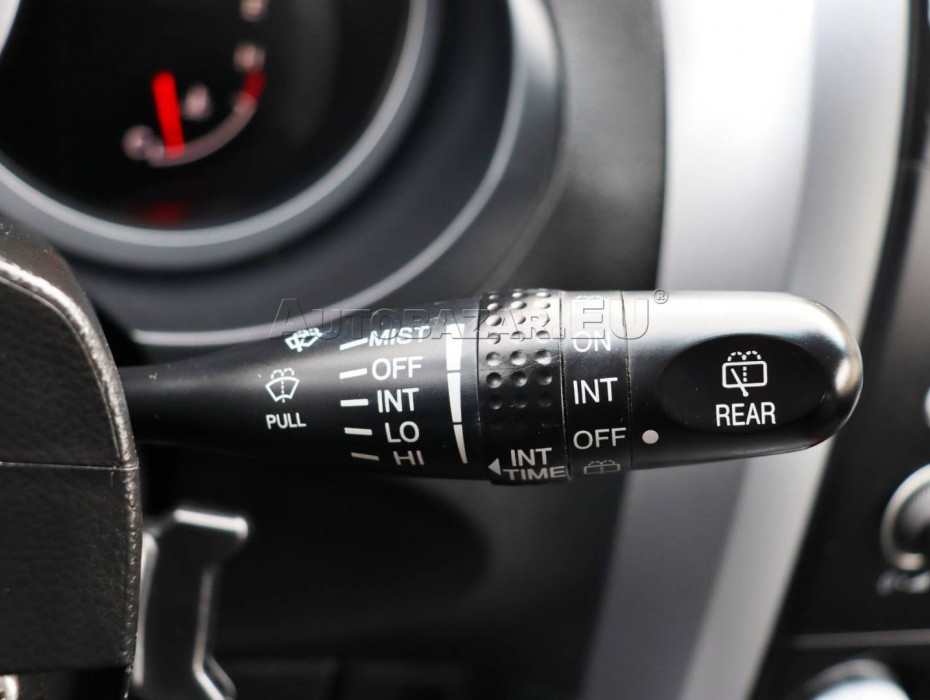 AUTOBAZAR.EU®
MIST
OFF
INT
LO
HI
PULL
INT
TIME
ON
INT
OFF
REAR